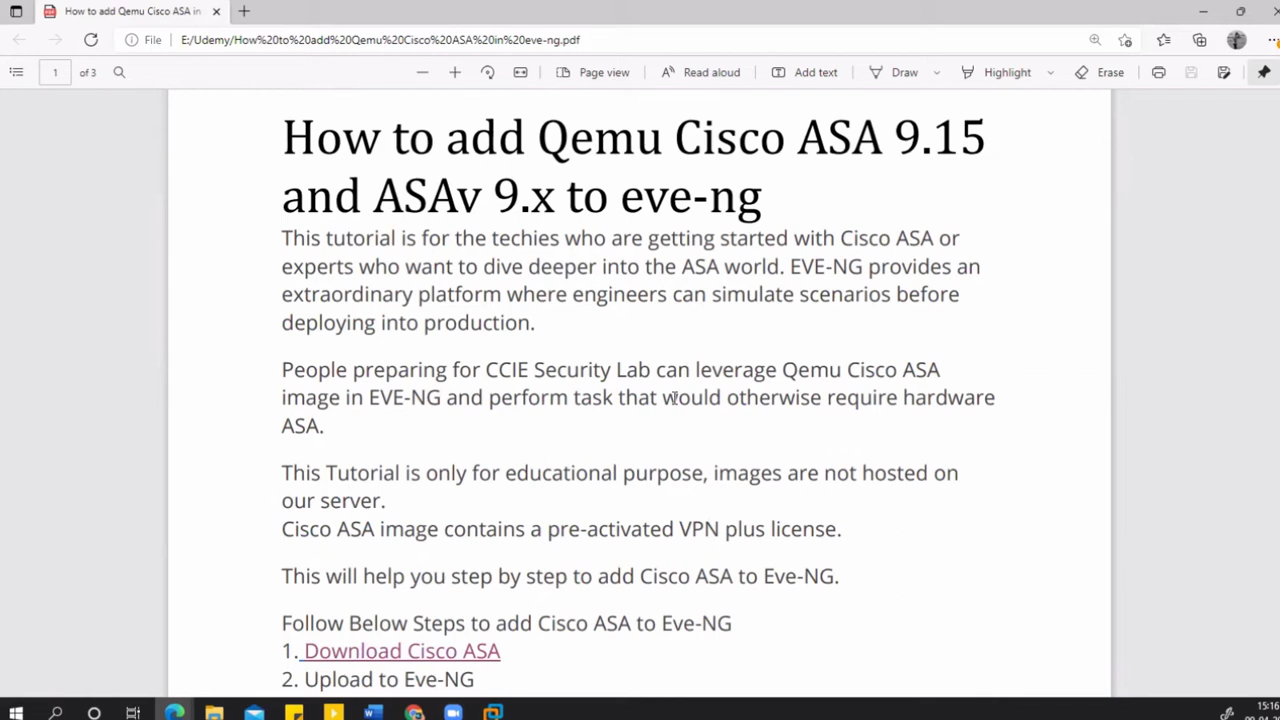 How to add Qemu Cisco ASA in
File
E:/Udemy/How%20to%20add%20Qemu%20Cisco%20ASA%20in%20eve-ng.pdf
1 of 3
Page view
Read aloud
Add text
Draw
Highlight
Erase
How to add Qemu Cisco ASA 9.15
and ASAv 9.x to eve-ng
This tutorial is for the techies who are getting started with Cisco ASA or
experts who want to dive deeper into the ASA world. EVE-NG provides an
extraordinary platform where engineers can simulate scenarios before
deploying into production.
People preparing for CCIE Security Lab can leverage Qemu Cisco ASA
image in EVE-NG and perform task that would otherwise require hardware
ASA.
This Tutorial is only for educational purpose, images are not hosted on
our server.
Cisco ASA image contains a pre-activated VPN plus license.
This will help you step by step to add Cisco ASA to Eve-NG.
Follow Below Steps to add Cisco ASA to Eve-NG
1. Download Cisco ASA
2. Upload to Eve-NG
15:16